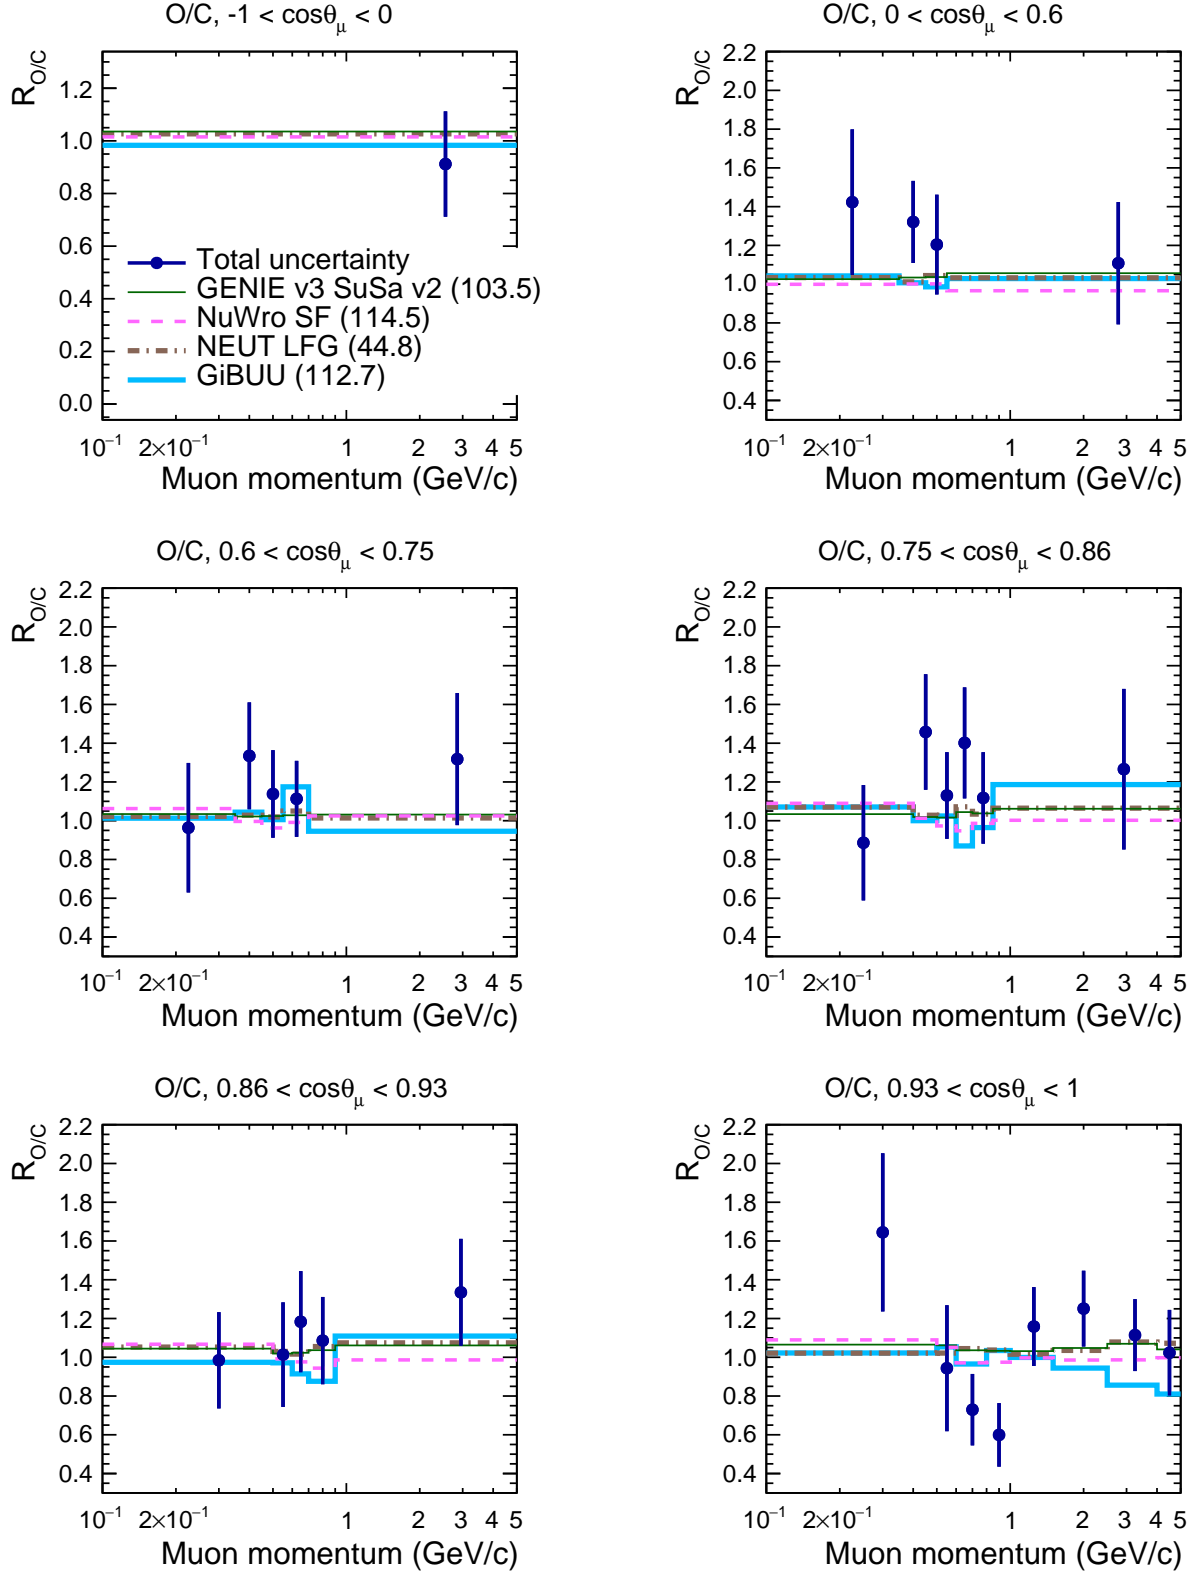 O/C, -1 < cosθμ < 0
R_O/C
1.2
1.0
0.8
0.6
0.4
0.2
0.0
Total uncertainty
GENIE v3 SuSa v2 (103.5)
NuWro SF (114.5)
NEUT LFG (44.8)
GiBUU (112.7)
10⁻¹ 2×10⁻¹ 1 2 3 4 5
Muon momentum (GeV/c)
O/C, 0 < cosθμ < 0.6
R_O/C
2.2
2.0
1.8
1.6
1.4
1.2
1.0
0.8
0.6
0.4
10⁻¹ 2×10⁻¹ 1 2 3 4 5
Muon momentum (GeV/c)
O/C, 0.6 < cosθμ < 0.75
R_O/C
2.2
2.0
1.8
1.6
1.4
1.2
1.0
0.8
0.6
0.4
10⁻¹ 2×10⁻¹ 1 2 3 4 5
Muon momentum (GeV/c)
O/C, 0.75 < cosθμ < 0.86
R_O/C
2.2
2.0
1.8
1.6
1.4
1.2
1.0
0.8
0.6
0.4
10⁻¹ 2×10⁻¹ 1 2 3 4 5
Muon momentum (GeV/c)
O/C, 0.86 < cosθμ < 0.93
R_O/C
2.2
2.0
1.8
1.6
1.4
1.2
1.0
0.8
0.6
0.4
10⁻¹ 2×10⁻¹ 1 2 3 4 5
Muon momentum (GeV/c)
O/C, 0.93 < cosθμ < 1
R_O/C
2.2
2.0
1.8
1.6
1.4
1.2
1.0
0.8
0.6
0.4
10⁻¹ 2×10⁻¹ 1 2 3 4 5
Muon momentum (GeV/c)